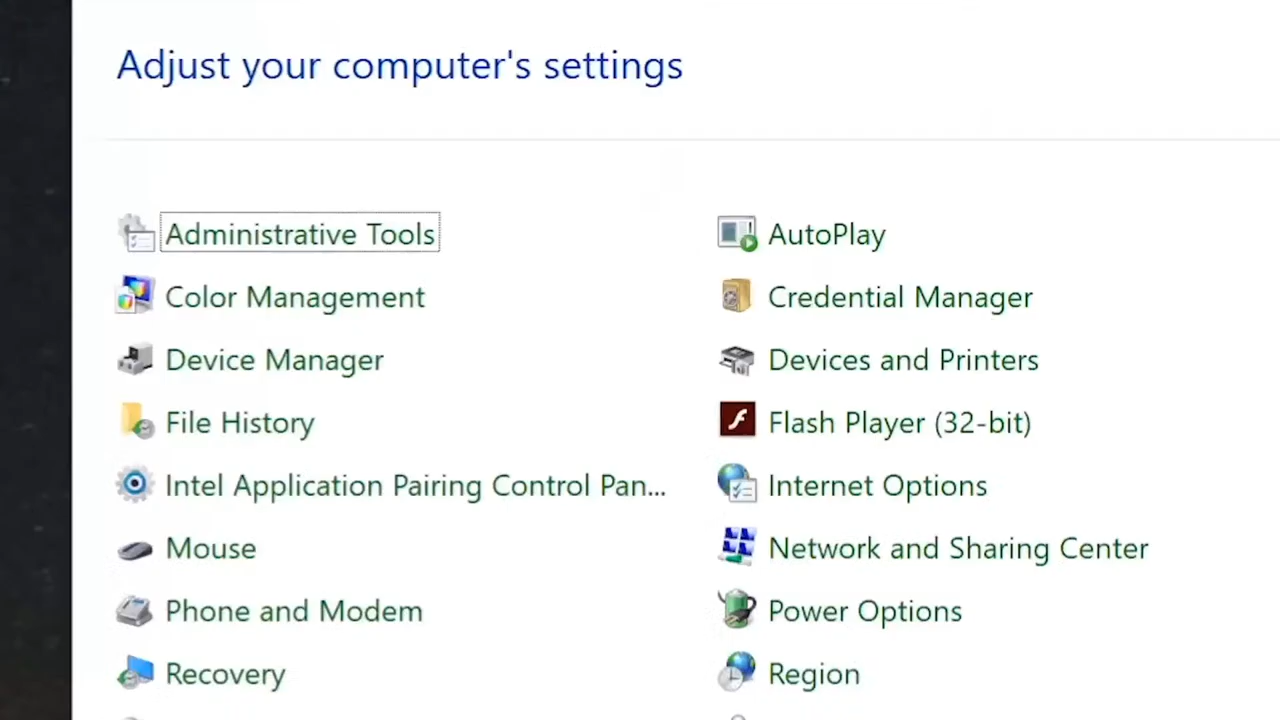 Adjust your computer's settings
Administrative Tools
AutoPlay
Color Management
Credential Manager
Device Manager
Devices and Printers
File History
Flash Player (32-bit)
Intel Application Pairing Control Pan...
Internet Options
Mouse
Network and Sharing Center
Phone and Modem
Power Options
Recovery
Region